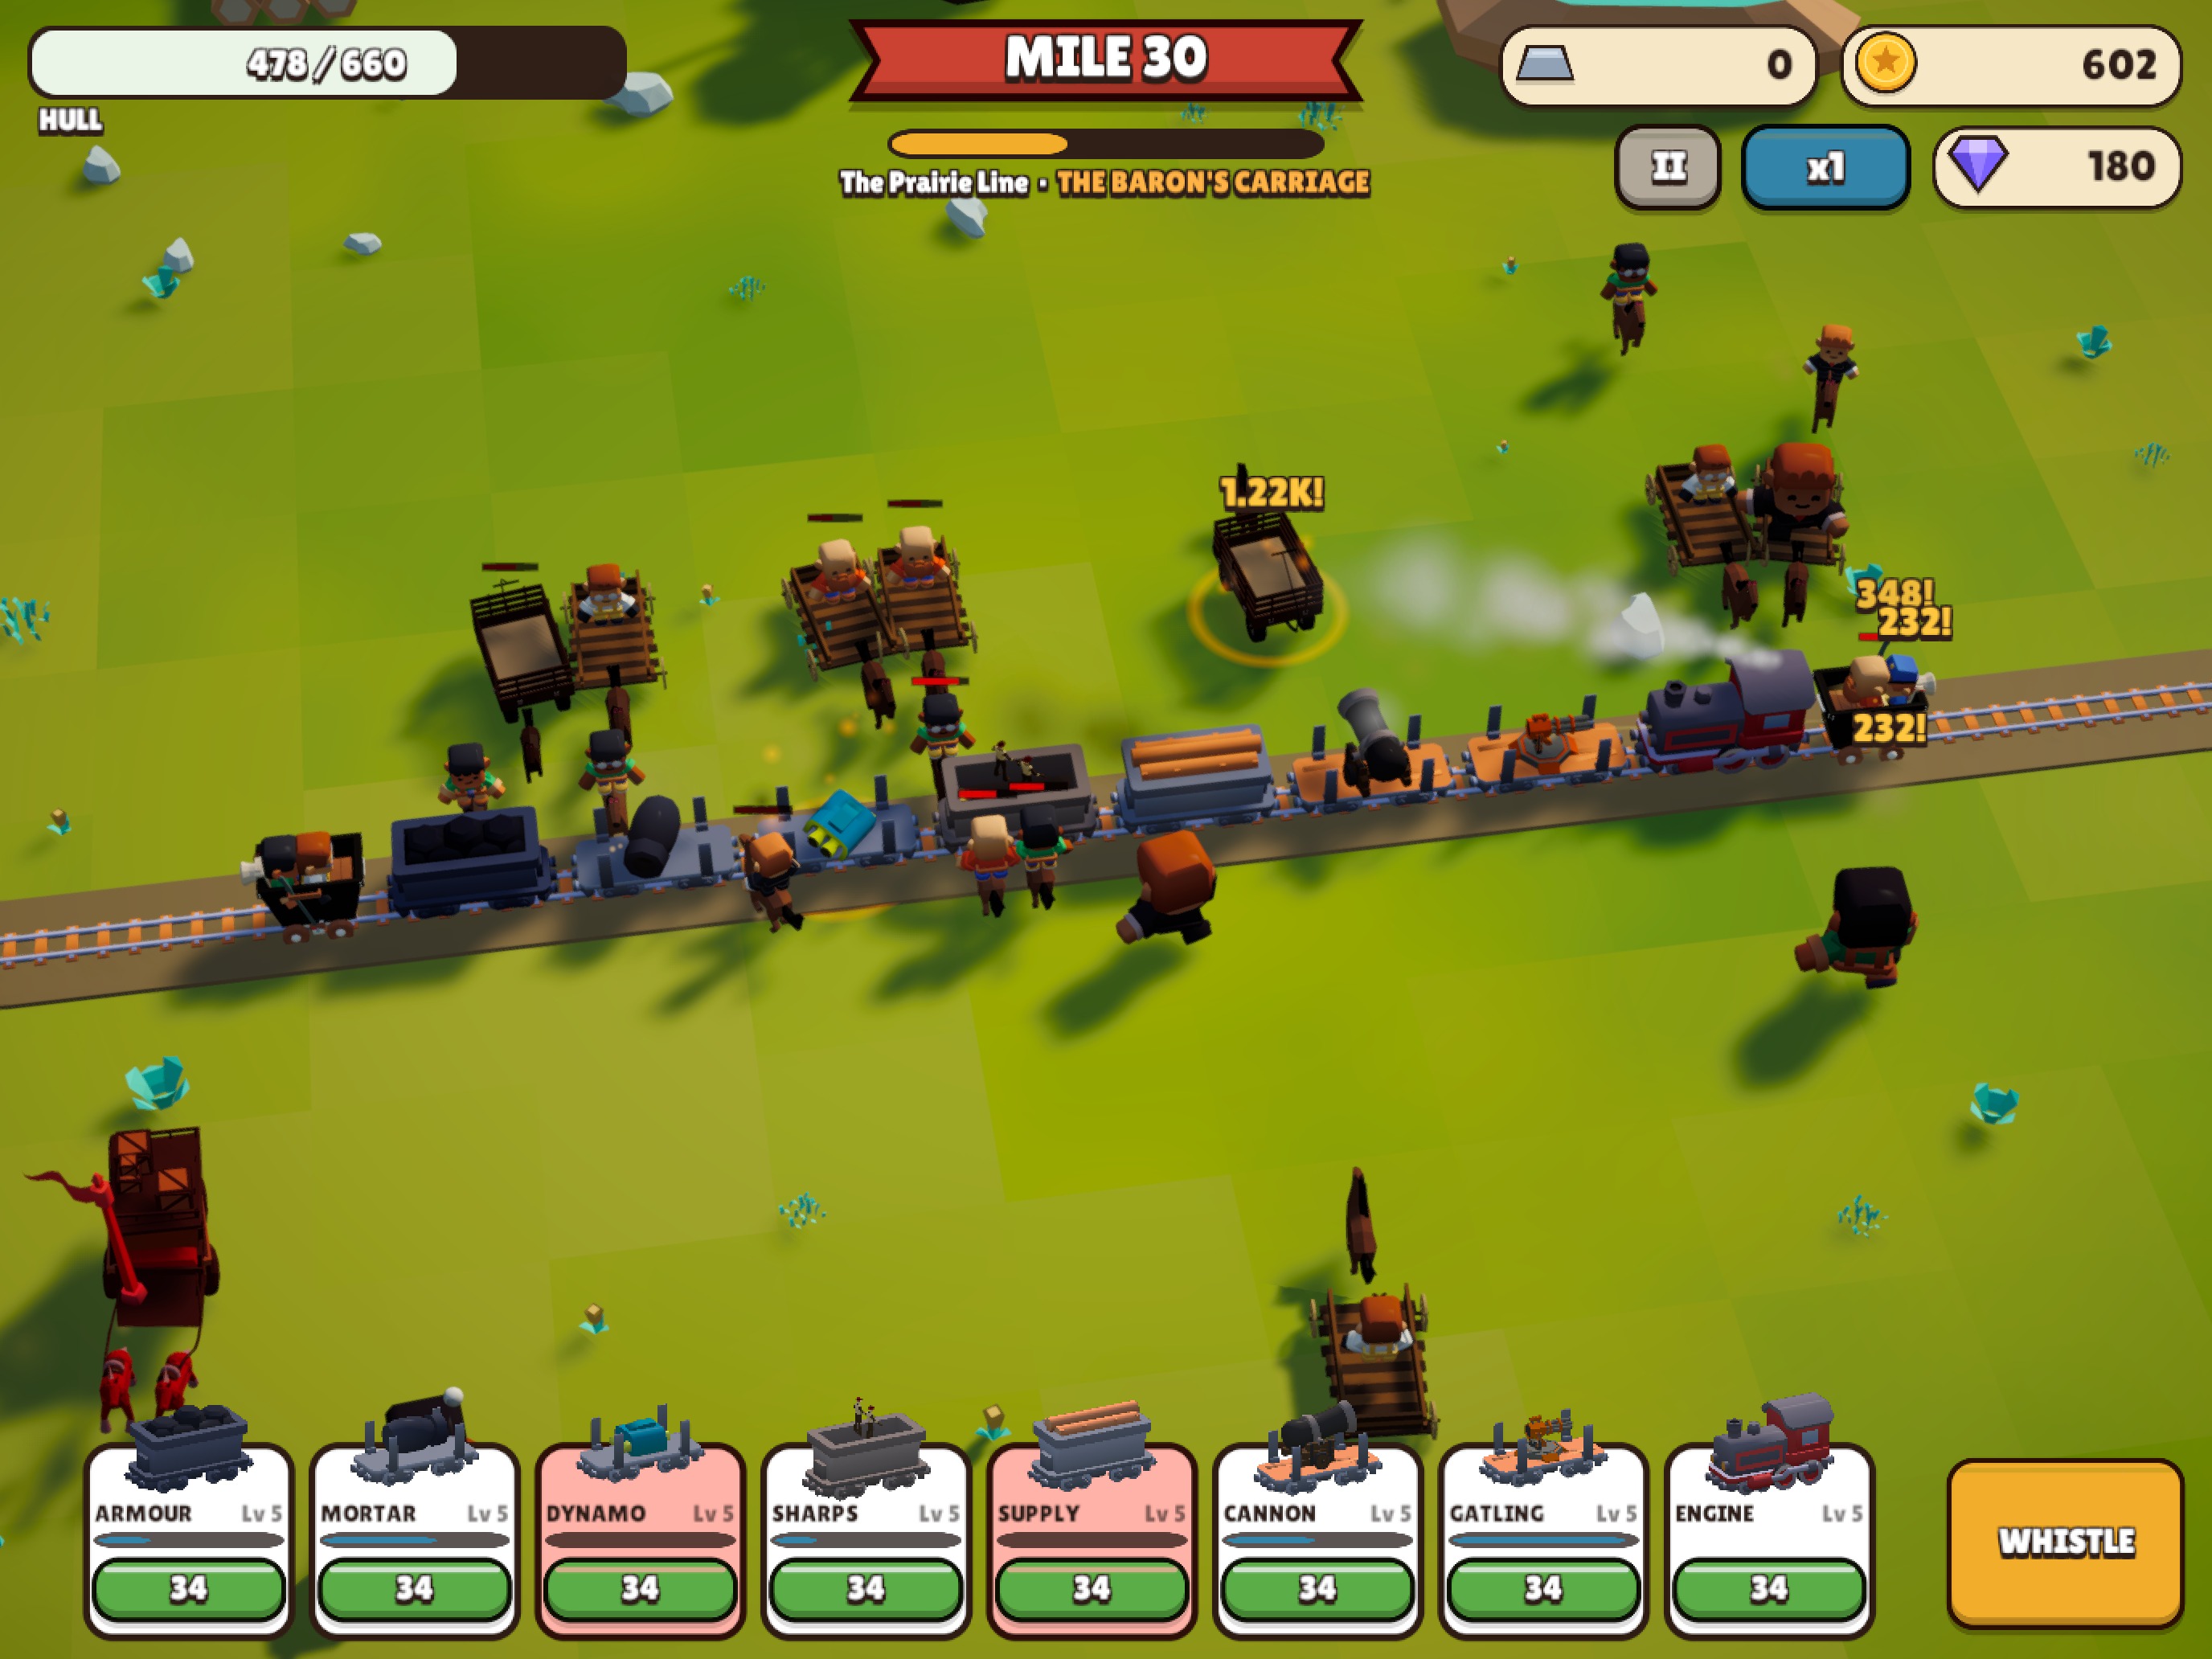 478/660
HULL
MILE 30
The Prairie Line · THE BARON'S CARRIAGE
0
602
II
x1
180
1.22K!
348!
232!
232!
ARMOUR Lv 5
34
MORTAR Lv 5
34
DYNAMO Lv 5
34
SHARPS Lv 5
34
SUPPLY Lv 5
34
CANNON Lv 5
34
GATLING Lv 5
34
ENGINE Lv 5
34
WHISTLE